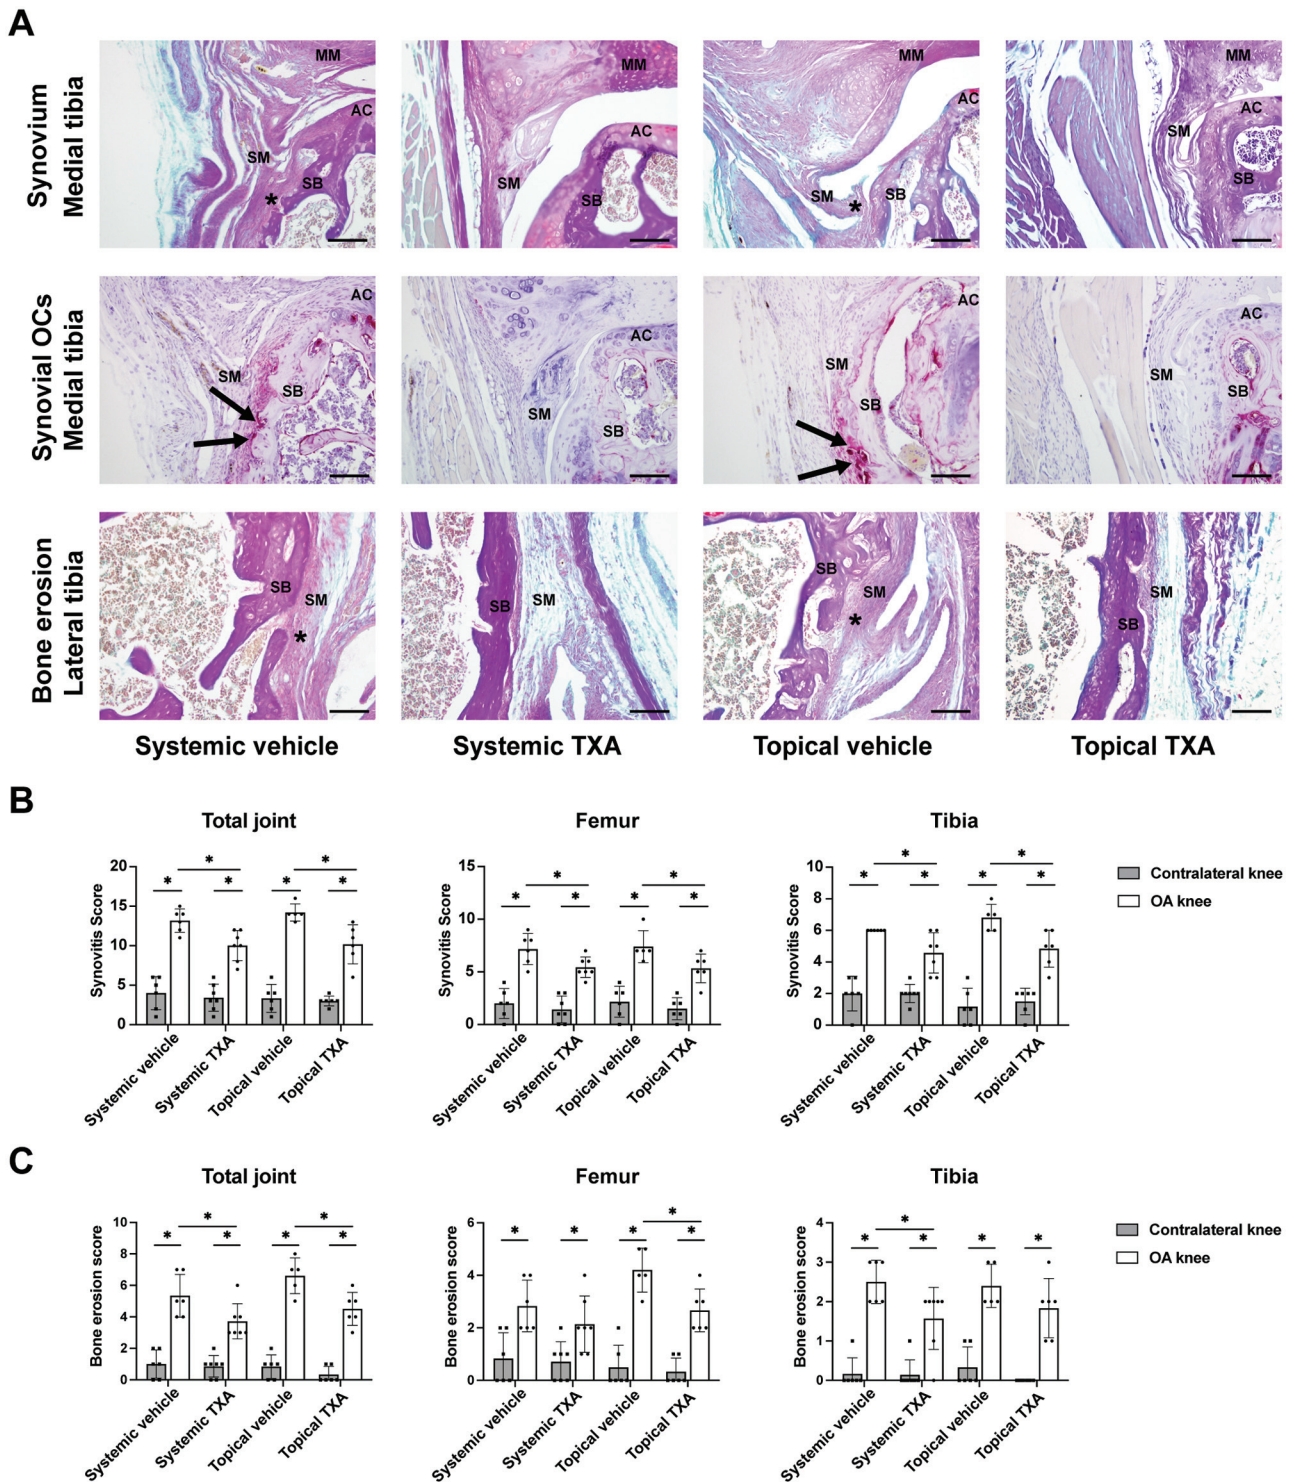 A
Synovium
Medial tibia
MM
AC
SM
SB
*
MM
AC
SM
SB
MM
AC
SM
SB
*
MM
AC
SM
SB
Synovial OCs
Medial tibia
AC
SM
SB
AC
SM
SB
AC
SM
SB
AC
SM
SB
Bone erosion
Lateral tibia
SB
SM
*
SB
SM
SB
SM
*
SM
SB
Systemic vehicle
Systemic TXA
Topical vehicle
Topical TXA
B
Total joint
Synovitis Score
20
15
10
5
0
* *
* * * *
Systemic vehicle
Systemic TXA
Topical vehicle
Topical TXA
Femur
Synovitis Score
15
10
5
0
* *
* * * *
Systemic vehicle
Systemic TXA
Topical vehicle
Topical TXA
Tibia
Synovitis Score
10
8
6
4
2
0
* *
* * * *
Systemic vehicle
Systemic TXA
Topical vehicle
Topical TXA
Contralateral knee
OA knee
C
Total joint
Bone erosion score
10
8
6
4
2
0
* *
* * * *
Systemic vehicle
Systemic TXA
Topical vehicle
Topical TXA
Femur
Bone erosion score
6
4
2
0
*
* * * *
Systemic vehicle
Systemic TXA
Topical vehicle
Topical TXA
Tibia
Bone erosion score
4
3
2
1
0
*
* * * *
Systemic vehicle
Systemic TXA
Topical vehicle
Topical TXA
Contralateral knee
OA knee